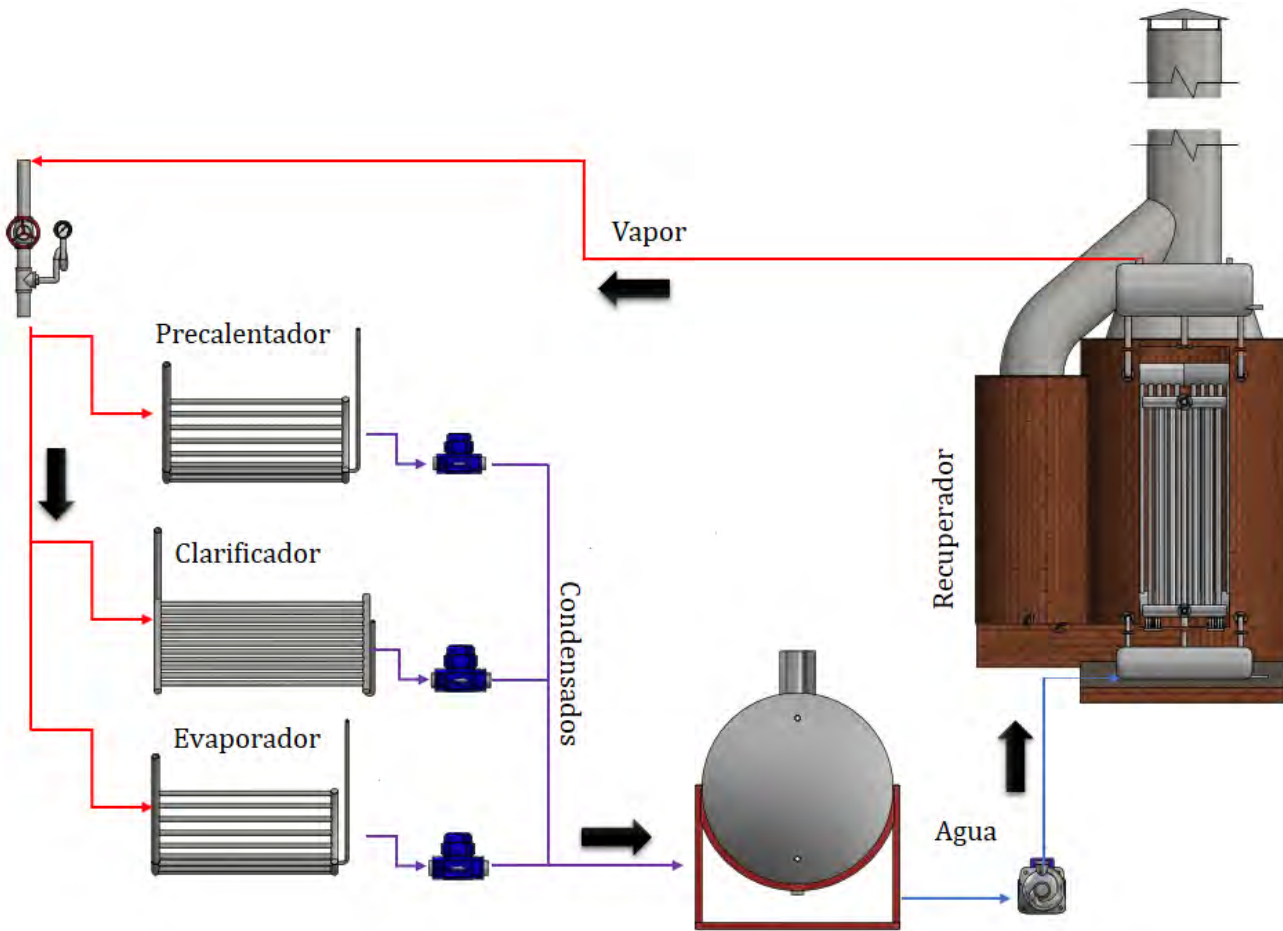 Vapor
Precalentador
Clarificador
Evaporador
Condensados
Agua
Recuperador